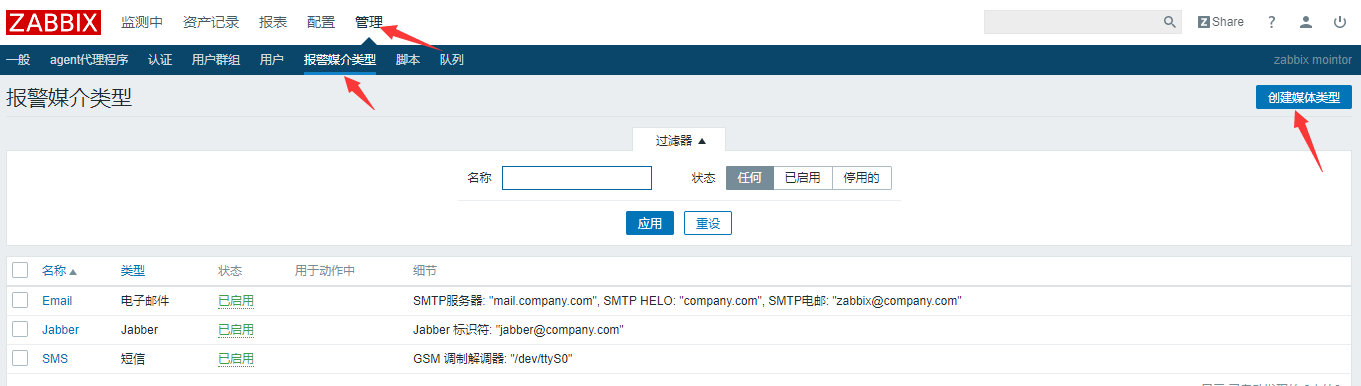 ZABBIX 监测中 资产记录 报表 配置 管理 Z Share ?
一般 agent代理程序 认证 用户群组 用户 报警媒介类型 脚本 队列 zabbix mointor
报警媒介类型 创建媒体类型
过滤器 ▲
名称 状态 任何 已启用 停用的
应用 重设
名称 ▲ 类型 状态 用于动作中 细节
Email 电子邮件 已启用 SMTP服务器: "mail.company.com", SMTP HELO: "company.com", SMTP电邮: "zabbix@company.com"
Jabber Jabber 已启用 Jabber 标识符: "jabber@company.com"
SMS 短信 已启用 GSM 调制解调器: "/dev/ttyS0"